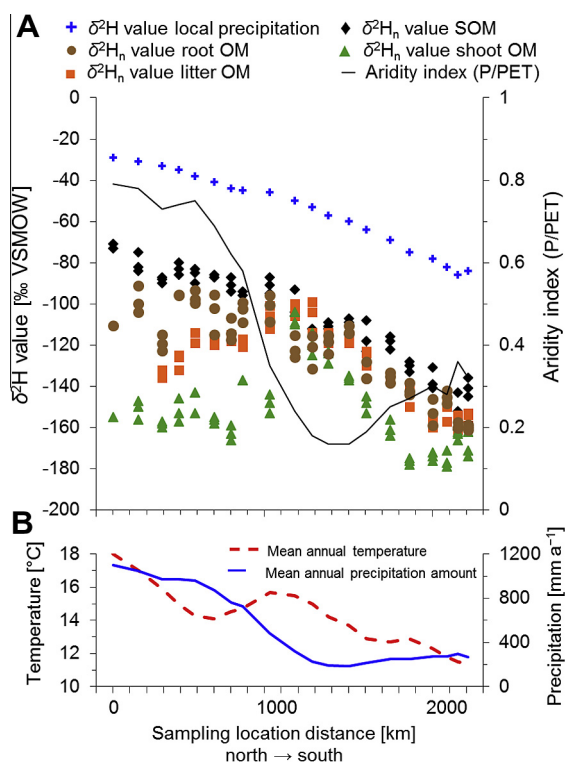 A
δ²H value local precipitation
δ²Hn value SOM
δ²Hn value root OM
δ²Hn value shoot OM
δ²Hn value litter OM
Aridity index (P/PET)
δ²H value [‰ VSMOW]
0
-20
-40
-60
-80
-100
-120
-140
-160
-180
-200
1
0.8
0.6
0.4
0.2
0
Aridity index (P/PET)
B
Temperature [°C]
18
16
14
12
10
Mean annual temperature
Mean annual precipitation amount
1200
800
400
0
Precipitation [mm a⁻¹]
0
1000
2000
Sampling location distance [km]
north → south